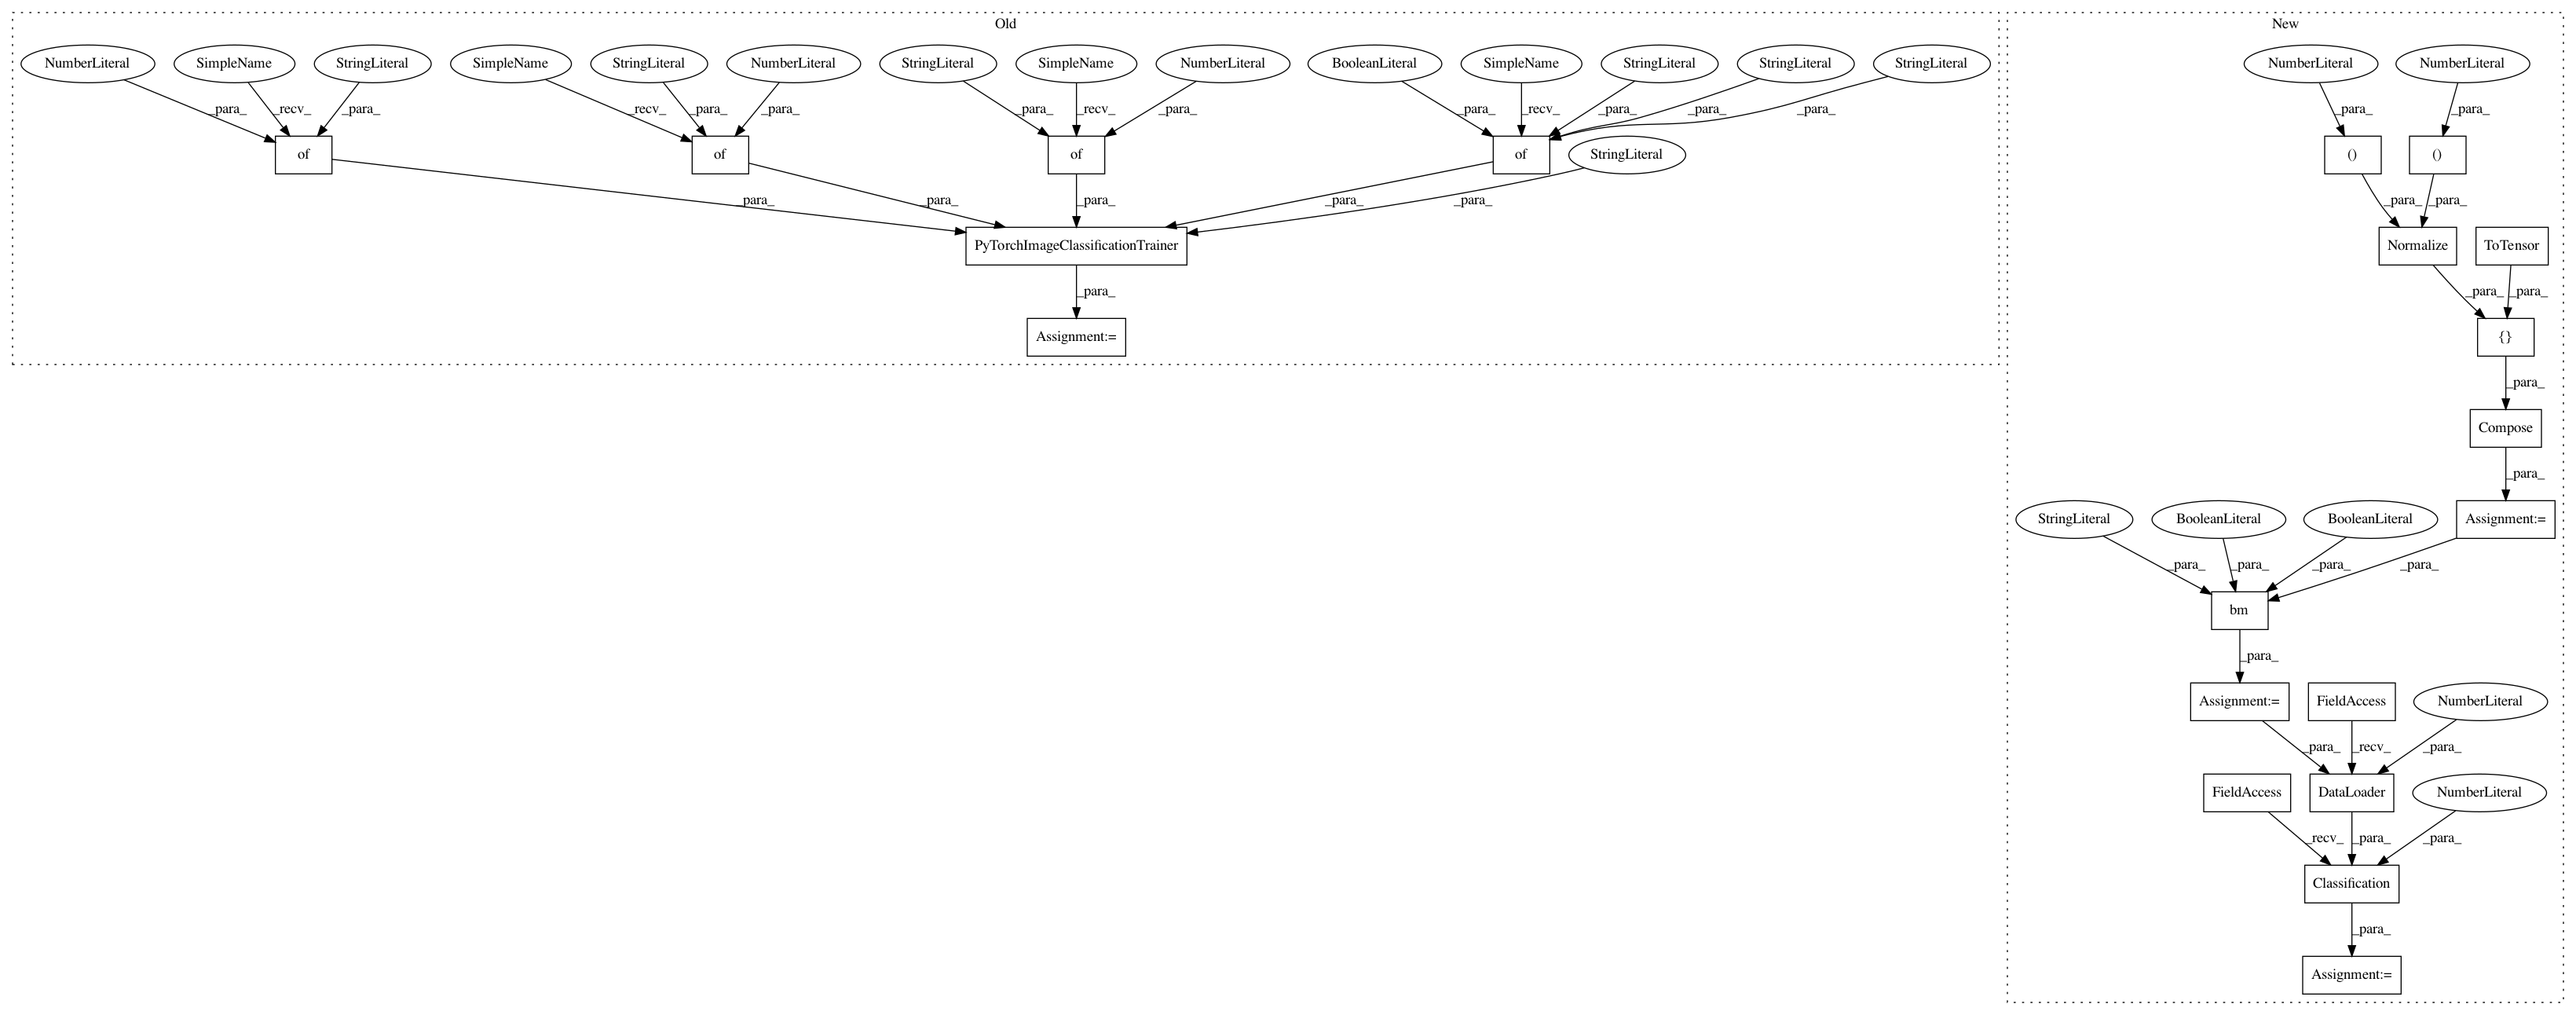 Old
New
NumberLiteral SimpleName StringLiteral SimpleName StringLiteral NumberLiteral StringLiteral SimpleName NumberLiteral BooleanLiteral SimpleName StringLiteral StringLiteral StringLiteral
_para_ _recv_ _para_ _recv_ _para_ _para_ _para_ _recv_ _para_ _para_ _recv_ _para_ _para_ _para_
of of of of StringLiteral
_para_ _para_ _para_ _para_ _para_
PyTorchImageClassificationTrainer
_para_
Assignment:=
NumberLiteral NumberLiteral
_para_ _para_
() ()
_para_ _para_
Normalize ToTensor
_para_ _para_
{}
_para_
Compose
_para_
StringLiteral BooleanLiteral BooleanLiteral Assignment:=
_para_ _para_ _para_ _para_
bm
_para_
Assignment:= FieldAccess NumberLiteral
_para_ _recv_ _para_
FieldAccess DataLoader NumberLiteral
_recv_ _para_ _para_
Classification
_para_
Assignment:=